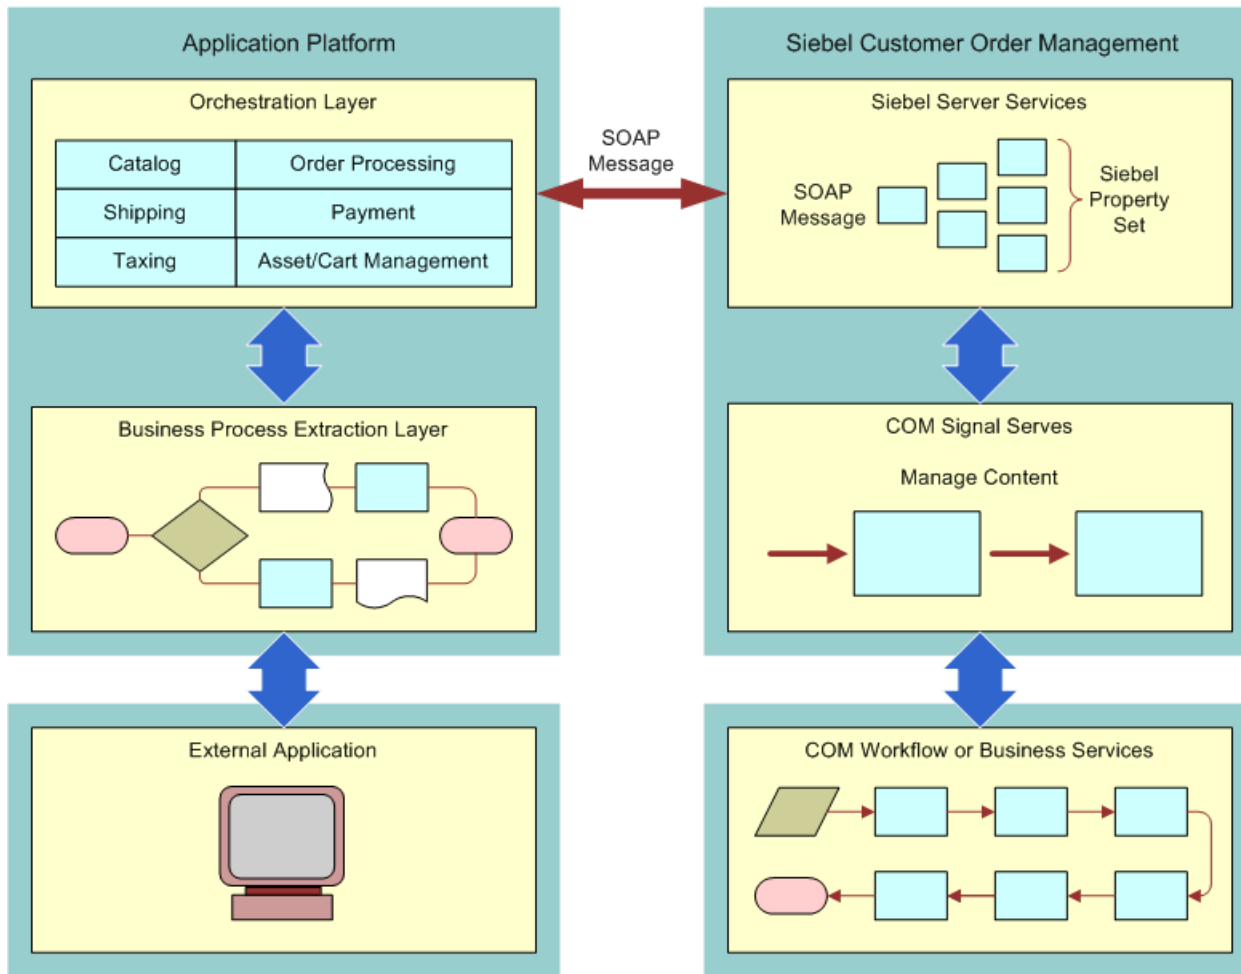 Application Platform
Orchestration Layer
Catalog
Order Processing
Shipping
Payment
Taxing
Asset/Cart Management
Business Process Extraction Layer
External Application
SOAP
Message
Siebel Customer Order Management
Siebel Server Services
SOAP
Message
Siebel
Property
Set
COM Signal Serves
Manage Content
COM Workflow or Business Services